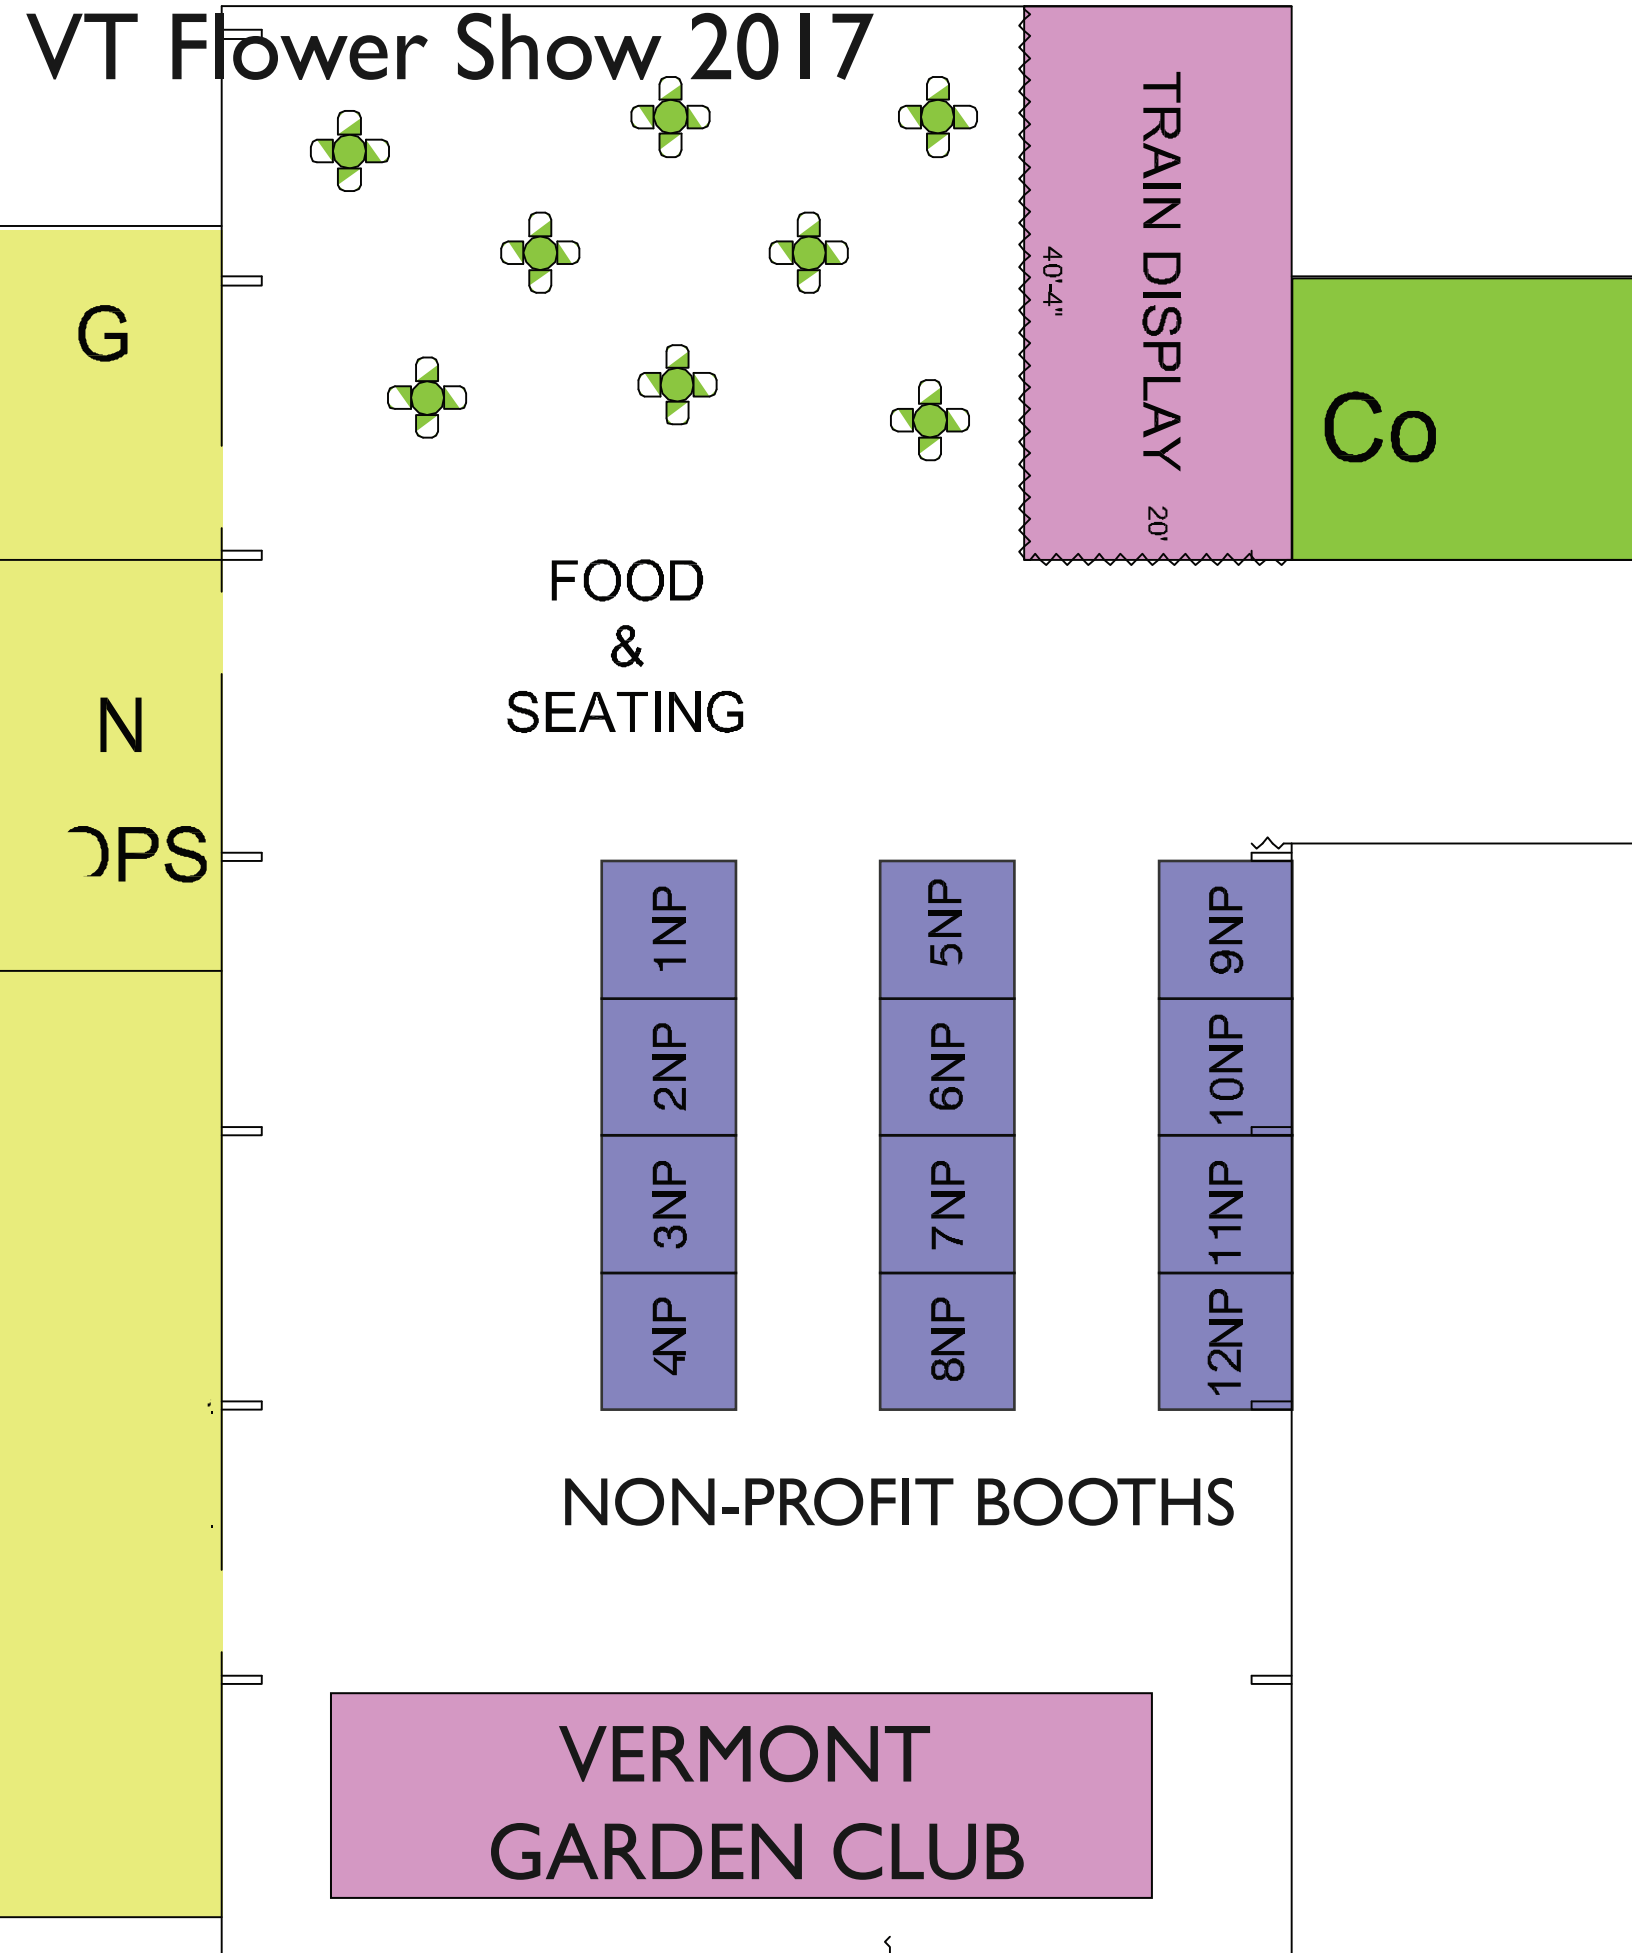 VT Flower Show 2017
TRAIN DISPLAY
40'-4"
20'
G
Co
FOOD
&
SEATING
N
OPS
1NP
2NP
3NP
4NP
5NP
6NP
7NP
8NP
9NP
10NP
11NP
12NP
NON-PROFIT BOOTHS
VERMONT
GARDEN CLUB